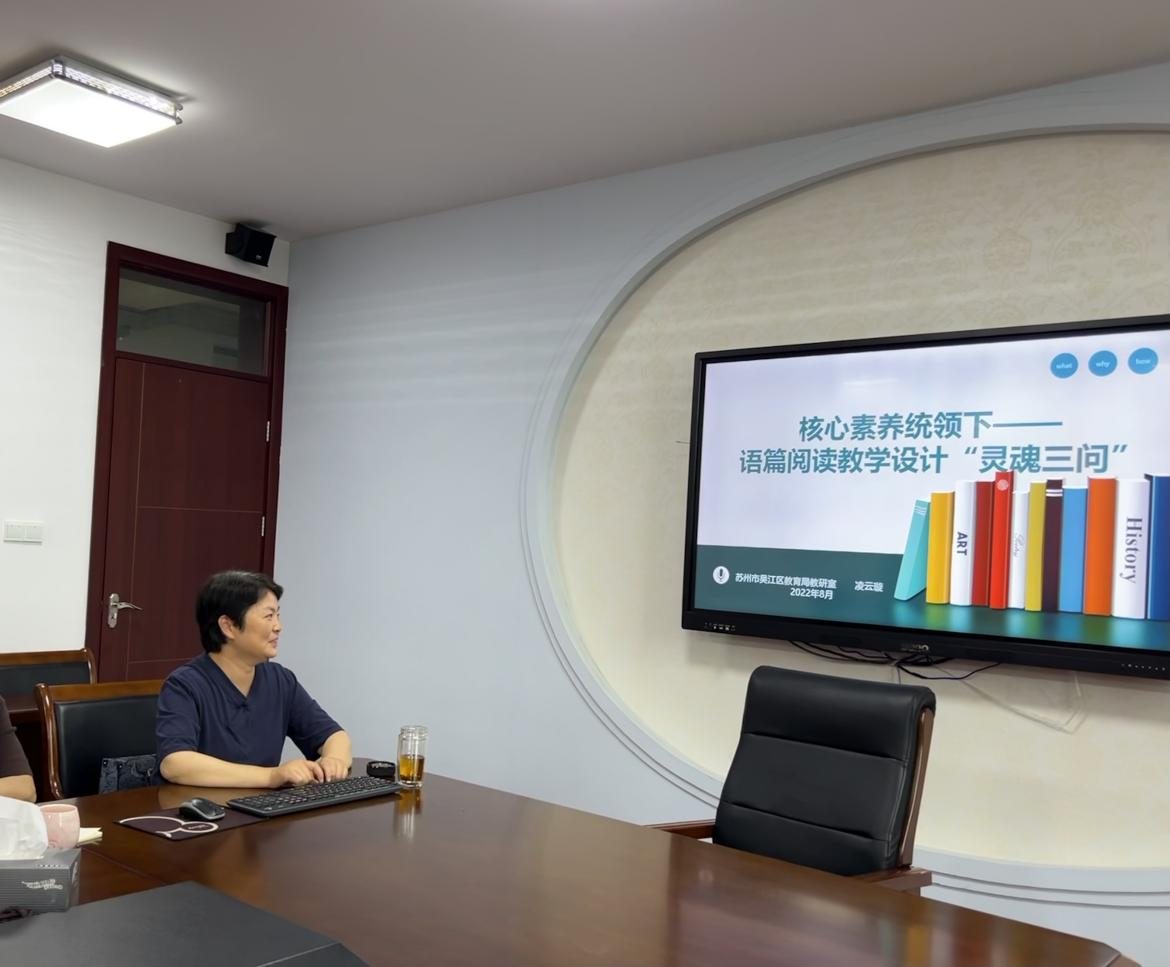 what why how
核心素养统领下——
语篇阅读教学设计“灵魂三问”
ART
History
苏州市吴江区教育局教研室 凌云璇
2022年8月